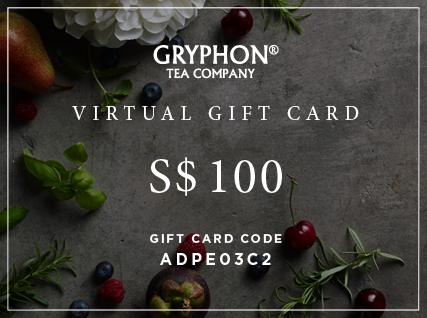 GRYPHON®
TEA COMPANY
VIRTUAL GIFT CARD
S$ 100
GIFT CARD CODE
ADPE03C2